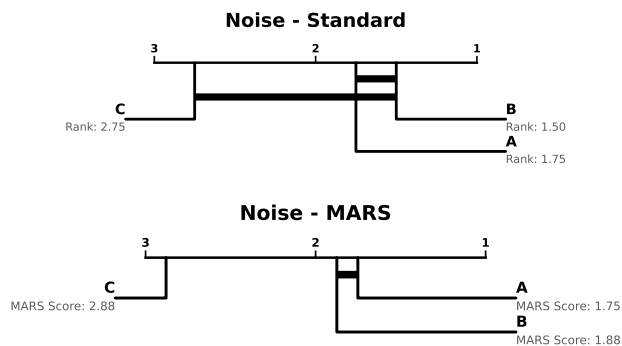 Noise - Standard
3 2 1
C B
Rank: 2.75 Rank: 1.50
A
Rank: 1.75
Noise - MARS
3 2 1
C A
MARS Score: 2.88 MARS Score: 1.75
B
MARS Score: 1.88